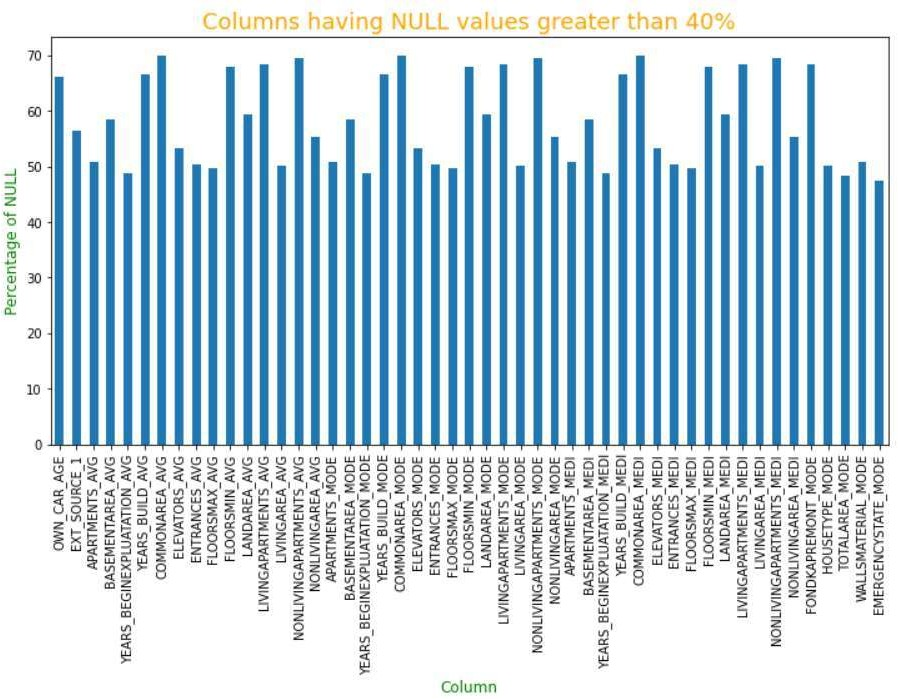 Columns having NULL values greater than 40%
Percentage of NULL
70
60
50
40
30
20
10
0
OWN_CAR_AGE
EXT_SOURCE_1
APARTMENTS_AVG
BASEMENTAREA_AVG
YEARS_BEGINEXPLUATATION_AVG
YEARS_BUILD_AVG
COMMONAREA_AVG
ELEVATORS_AVG
ENTRANCES_AVG
FLOORSMAX_AVG
FLOORSMIN_AVG
LANDAREA_AVG
LIVINGAPARTMENTS_AVG
LIVINGAREA_AVG
NONLIVINGAPARTMENTS_AVG
NONLIVINGAREA_AVG
APARTMENTS_MODE
BASEMENTAREA_MODE
YEARS_BEGINEXPLUATATION_MODE
YEARS_BUILD_MODE
COMMONAREA_MODE
ELEVATORS_MODE
ENTRANCES_MODE
FLOORSMAX_MODE
FLOORSMIN_MODE
LANDAREA_MODE
LIVINGAPARTMENTS_MODE
LIVINGAREA_MODE
NONLIVINGAPARTMENTS_MODE
NONLIVINGAREA_MODE
APARTMENTS_MEDI
BASEMENTAREA_MEDI
YEARS_BEGINEXPLUATATION_MEDI
YEARS_BUILD_MEDI
COMMONAREA_MEDI
ELEVATORS_MEDI
ENTRANCES_MEDI
FLOORSMAX_MEDI
FLOORSMIN_MEDI
LANDAREA_MEDI
LIVINGAPARTMENTS_MEDI
LIVINGAREA_MEDI
NONLIVINGAPARTMENTS_MEDI
NONLIVINGAREA_MEDI
FONDKAPREMONT_MODE
HOUSETYPE_MODE
TOTALAREA_MODE
WALLSMATERIAL_MODE
EMERGENCYSTATE_MODE
Column